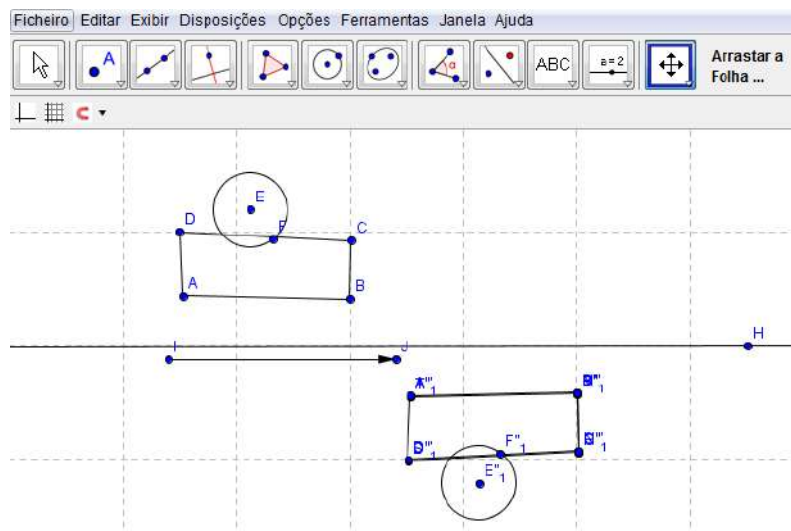 Ficheiro Editar Exibir Disposições Opções Ferramentas Janela Ajuda
A α ABC a=2 Arrastar a
Folha ...
E
D F C
A B
H
I J
F"₁
E"₁